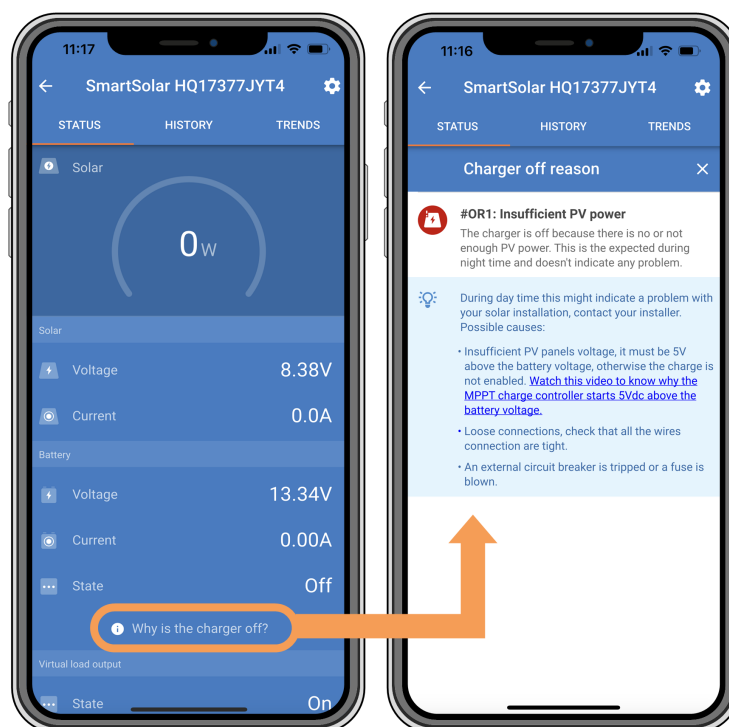 11:17
SmartSolar HQ17377JYT4
STATUS HISTORY TRENDS
Solar
0W
Solar
Voltage 8.38V
Current 0.0A
Battery
Voltage 13.34V
Current 0.00A
State Off
Why is the charger off?
Virtual load output
State On
11:16
SmartSolar HQ17377JYT4
STATUS HISTORY TRENDS
Charger off reason
#OR1: Insufficient PV power
The charger is off because there is no or not
enough PV power. This is the expected during
night time and doesn't indicate any problem.
During day time this might indicate a problem with
your solar installation, contact your installer.
Possible causes:
• Insufficient PV panels voltage, it must be 5V
above the battery voltage, otherwise the charge is
not enabled. Watch this video to know why the
MPPT charge controller starts 5Vdc above the
battery voltage.
• Loose connections, check that all the wires
connection are tight.
• An external circuit breaker is tripped or a fuse is
blown.